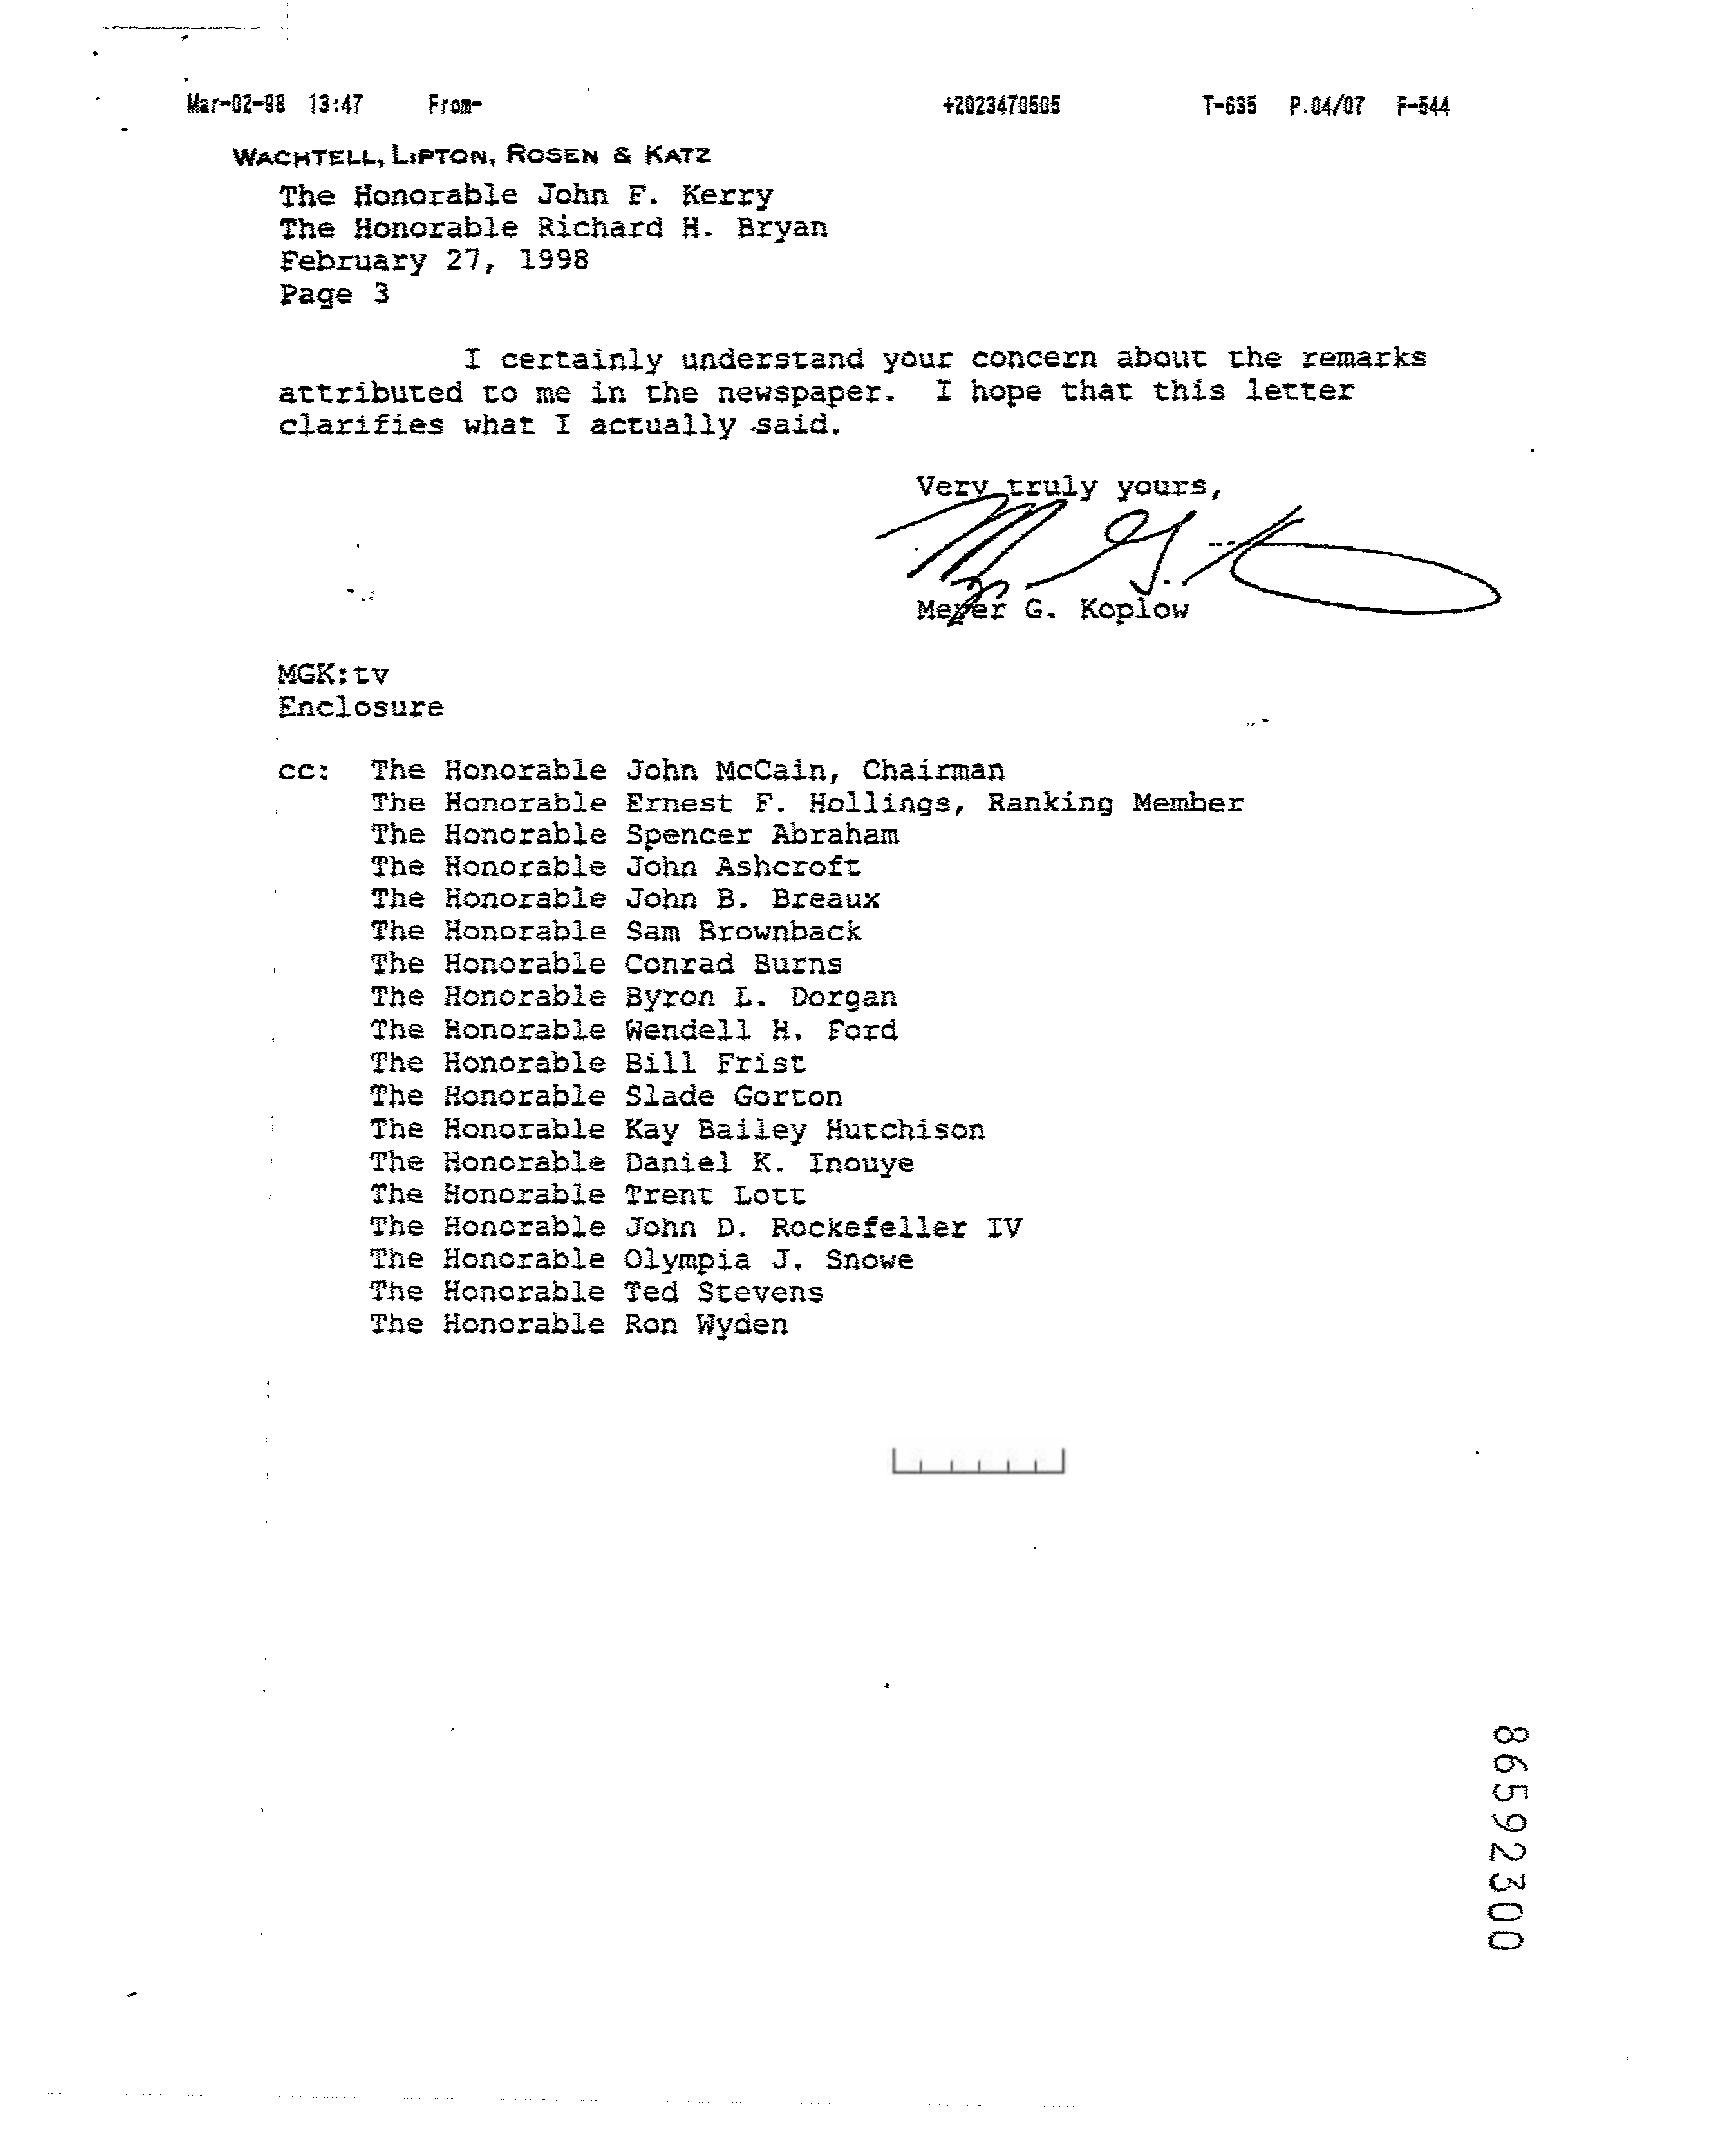 Mar-02-98 13:47 From- +2023470505 T-635 P.04/07 F-544
WACHTELL, LIPTON, ROSEN & KATZ
The Honorable John F. Kerry
The Honorable Richard H. Bryan
February 27, 1998
Page 3
I certainly understand your concern about the remarks
attributed to me in the newspaper. I hope that this letter
clarifies what I actually said.
Very truly yours,
Meyer G. Koplow
MGK:tv
Enclosure
cc: The Honorable John McCain, Chairman
The Honorable Ernest F. Hollings, Ranking Member
The Honorable Spencer Abraham
The Honorable John Ashcroft
The Honorable John B. Breaux
The Honorable Sam Brownback
The Honorable Conrad Burns
The Honorable Byron L. Dorgan
The Honorable Wendell H. Ford
The Honorable Bill Frist
The Honorable Slade Gorton
The Honorable Kay Bailey Hutchison
The Honorable Daniel K. Inouye
The Honorable Trent Lott
The Honorable John D. Rockefeller IV
The Honorable Olympia J. Snowe
The Honorable Ted Stevens
The Honorable Ron Wyden
86592300